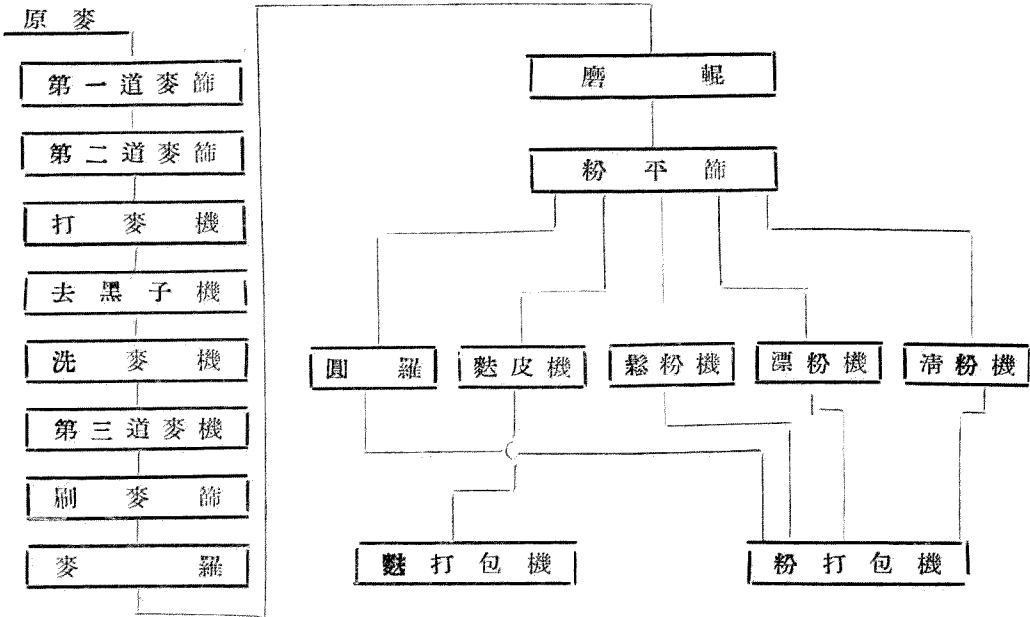 原麥
第一道麥篩
第二道麥篩
打麥機
去黑子機
洗麥機
第三道麥機
刷麥篩
麥羅
磨輥
粉平篩
圓羅
麩皮機
鬆粉機
漂粉機
清粉機
麩打包機
粉打包機